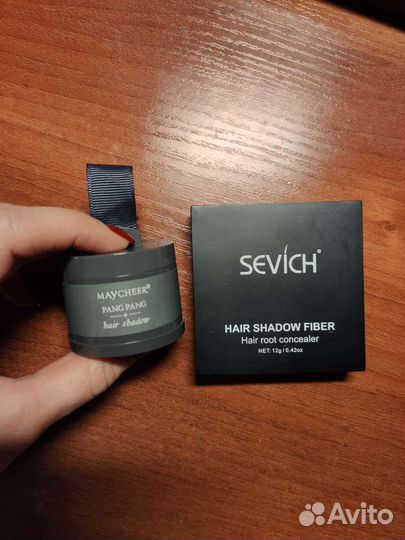 MAYCHEER®
PANG PANG
hair shadow
SEVICH®
HAIR SHADOW FIBER
Hair root concealer
NET: 12g / 0.42oz
Avito